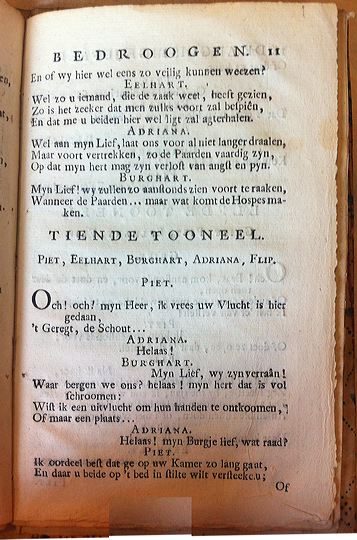 BEDROOGEN. 11
En of wy hier wel eens zo veilig kunnen weezen?
EELHART.
Wel zo u iemand, die de zaak weet, heeft gezien,
Zo is het zeeker dat men zulks voort zal bespiên,
En dat me u beiden hier wel ligt zal agterhalen.
ADRIANA.
Wel aan myn Lief, laat ons voor al niet langer draalen,
Maar voort vertrekken, zo de Paarden vaardig zyn,
Op dat myn hert mag zyn verlost van angst en pyn.
BURGHART.
Myn Lief! wy zullen zo aanstonds zien voort te raaken,
Wanneer de Paarden... maar wat komt de Hospes ma-
ken.
TIENDE TOONEEL.
PIET, EELHART, BURGHART, ADRIANA, FLIP.
PIET.
Och! och? myn Heer, ik vrees uw Vlucht is hier
gedaan,
't Geregt, de Schout...
ADRIANA.
Helaas!
BURGHART.
Myn Lief, wy zyn verraân!
Waar bergen we ons? helaas! myn hert dat is vol
schroomen:
Wist ik een uitvlucht om hun handen te ontkoomen,
Of maar een plaats...
ADRIANA.
Helaas! myn Burgje lief, wat raad?
PIET.
Ik oordeel best dat ge op uw Kamer zo lang gaat,
En daar u beide op 't bed in stilte wilt versteeken;
Of